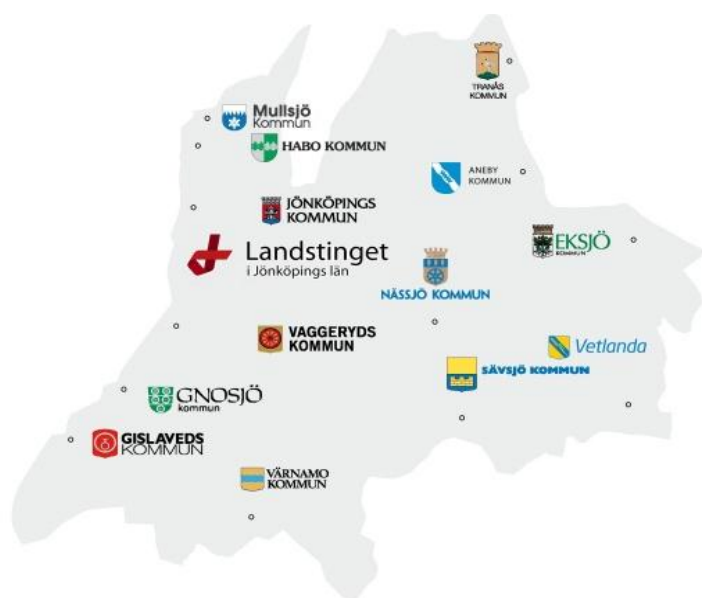 TRANÅS
KOMMUN
Mullsjö
Kommun
HABO KOMMUN
ANEBY
KOMMUN
JÖNKÖPINGS
KOMMUN
EKSJÖ
KOMMUN
Landstinget
i Jönköpings län
NÄSSJÖ KOMMUN
VAGGERYDS
KOMMUN
Vetlanda
SÄVSJÖ KOMMUN
GNOSJÖ
kommun
GISLAVEDS
KOMMUN
VÄRNAMO
KOMMUN